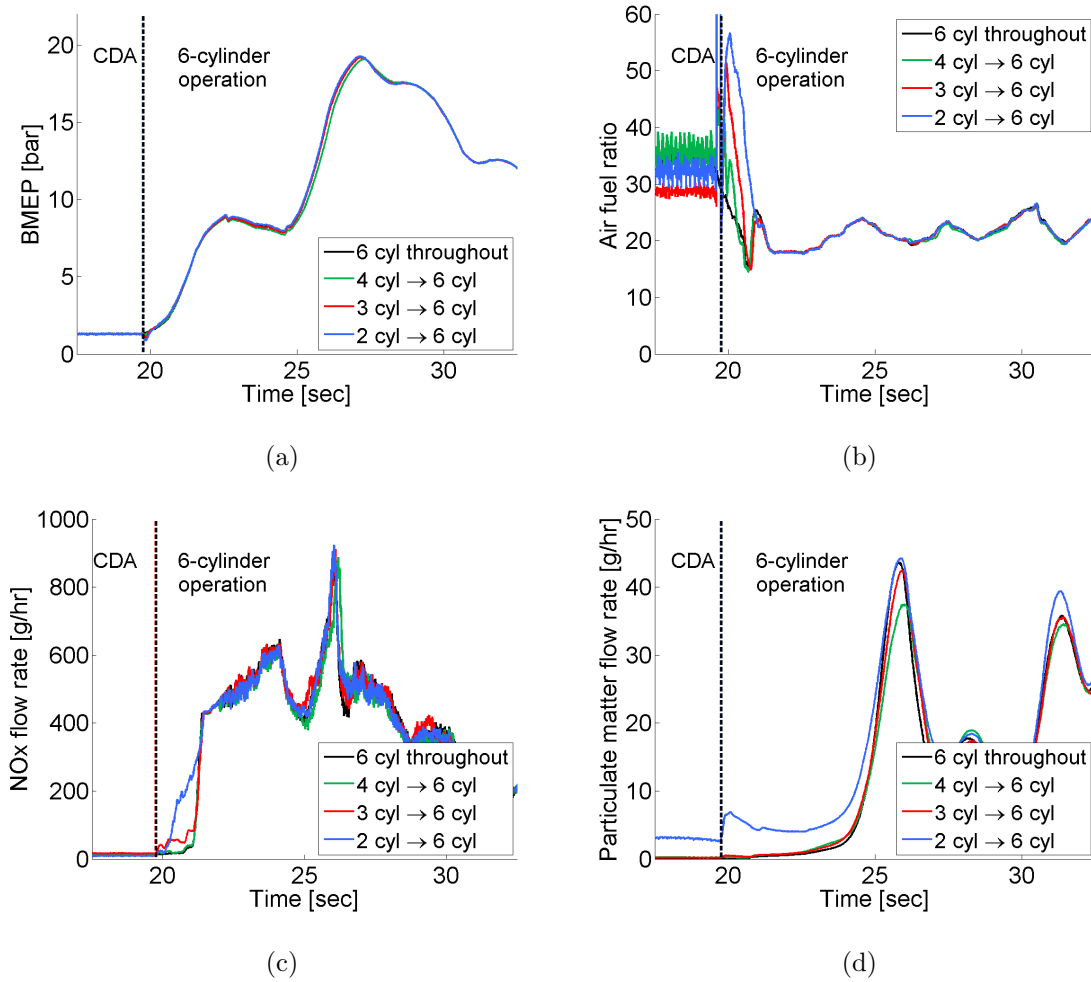 20
15
10
5
0
BMEP [bar]
CDA
6-cylinder
operation
6 cyl throughout
4 cyl → 6 cyl
3 cyl → 6 cyl
2 cyl → 6 cyl
20
25
30
Time [sec]
(a)
60
50
40
30
20
10
0
Air fuel ratio
CDA
6-cylinder
operation
6 cyl throughout
4 cyl → 6 cyl
3 cyl → 6 cyl
2 cyl → 6 cyl
20
25
30
Time [sec]
(b)
1000
800
600
400
200
0
NOx flow rate [g/hr]
CDA
6-cylinder
operation
6 cyl throughout
4 cyl → 6 cyl
3 cyl → 6 cyl
2 cyl → 6 cyl
20
25
30
Time [sec]
(c)
50
40
30
20
10
0
Particulate matter flow rate [g/hr]
CDA
6-cylinder
operation
6 cyl throughout
4 cyl → 6 cyl
3 cyl → 6 cyl
2 cyl → 6 cyl
20
25
30
Time [sec]
(d)